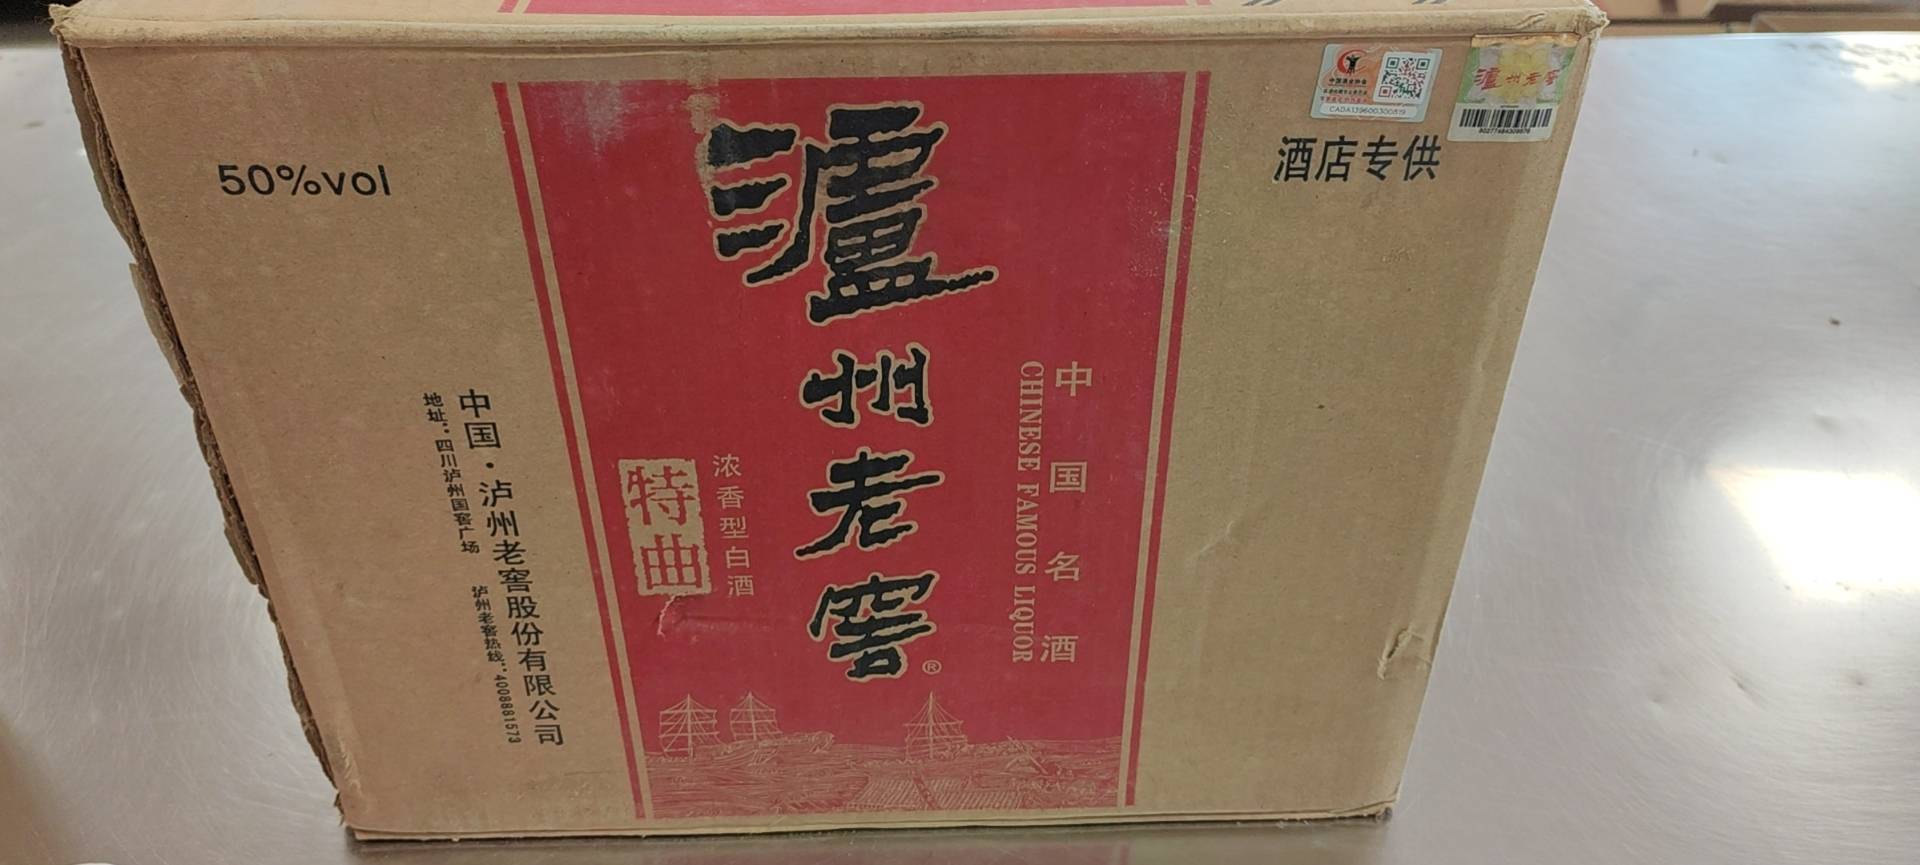 50%vol
瀘州老窖®
特曲
浓香型白酒
中国名酒
CHINESE FAMOUS LIQUOR
酒店专供
中国·泸州老窖股份有限公司
地址:四川泸州国窖广场
泸州老窖热线:4008881573
瀘州老窖